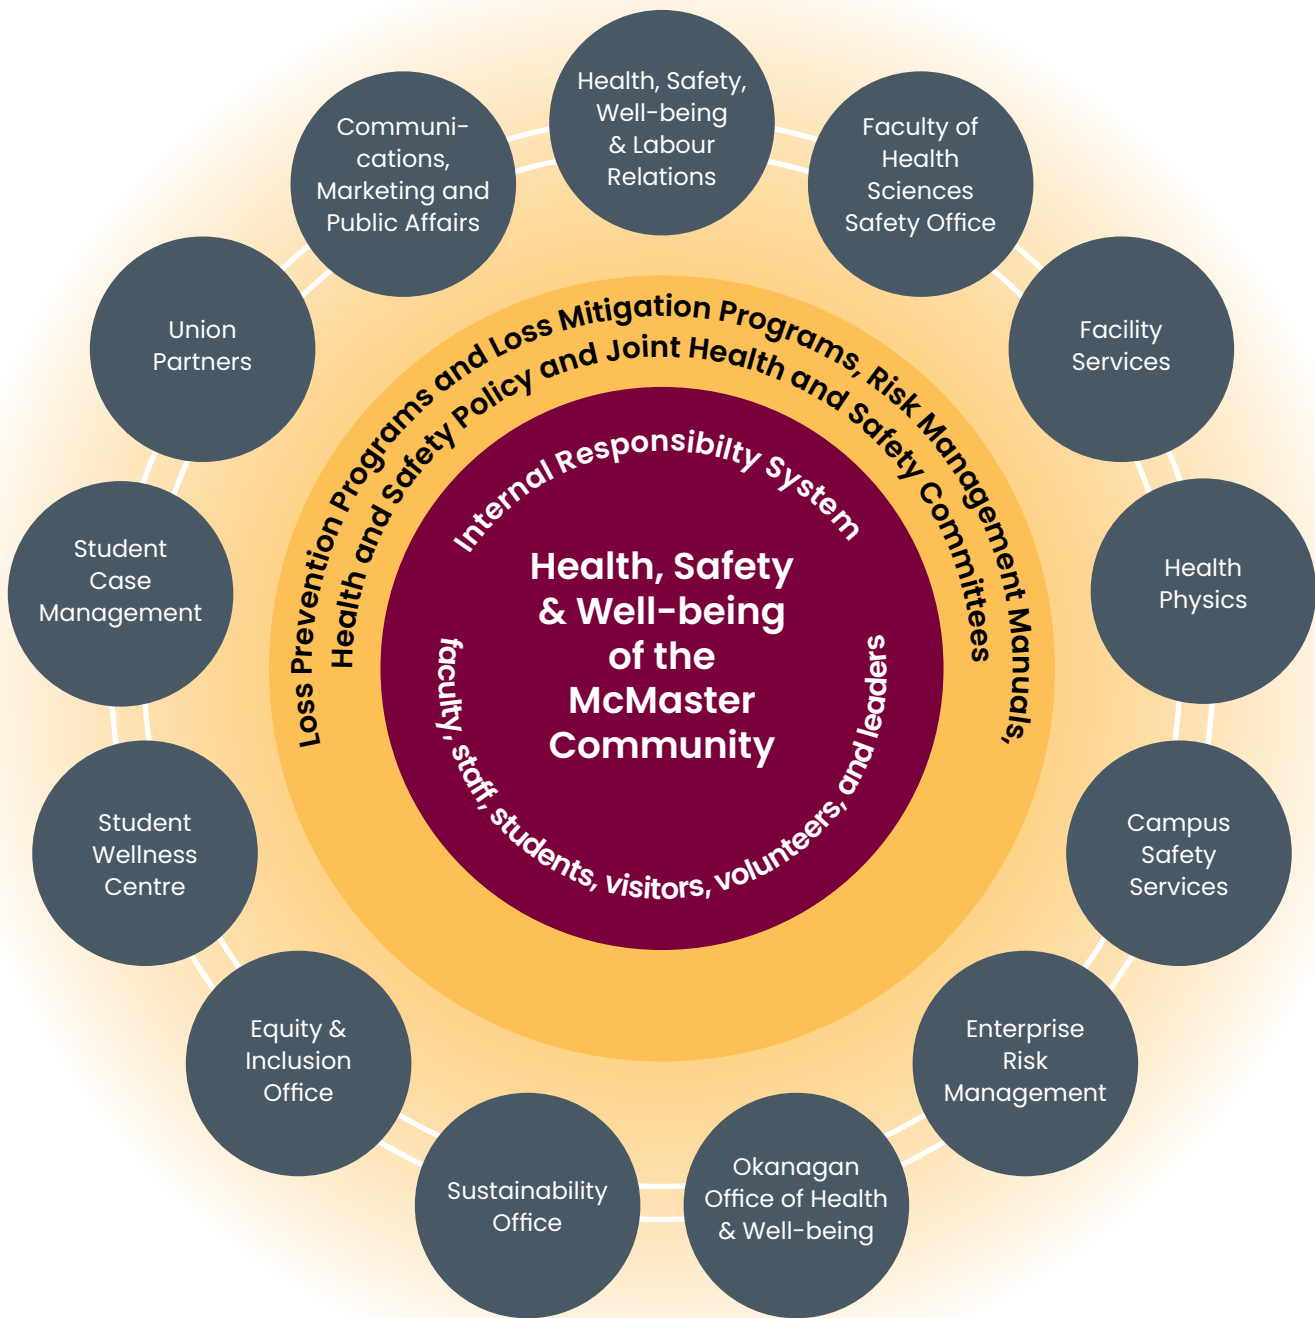 Health, Safety,
Well-being
& Labour
Relations
Faculty of
Health
Sciences
Safety Office
Facility
Services
Health
Physics
Campus
Safety
Services
Enterprise
Risk
Management
Okanagan
Office of Health
& Well-being
Sustainability
Office
Equity &
Inclusion
Office
Student
Wellness
Centre
Student
Case
Management
Union
Partners
Communi-
cations,
Marketing and
Public Affairs
Loss Prevention Programs and Loss Mitigation Programs, Risk Management Manuals,
Health and Safety Policy and Joint Health and Safety Committees
Internal Responsibilty System
Health, Safety
& Well-being
of the
McMaster
Community
faculty, staff, students, visitors, volunteers, and leaders